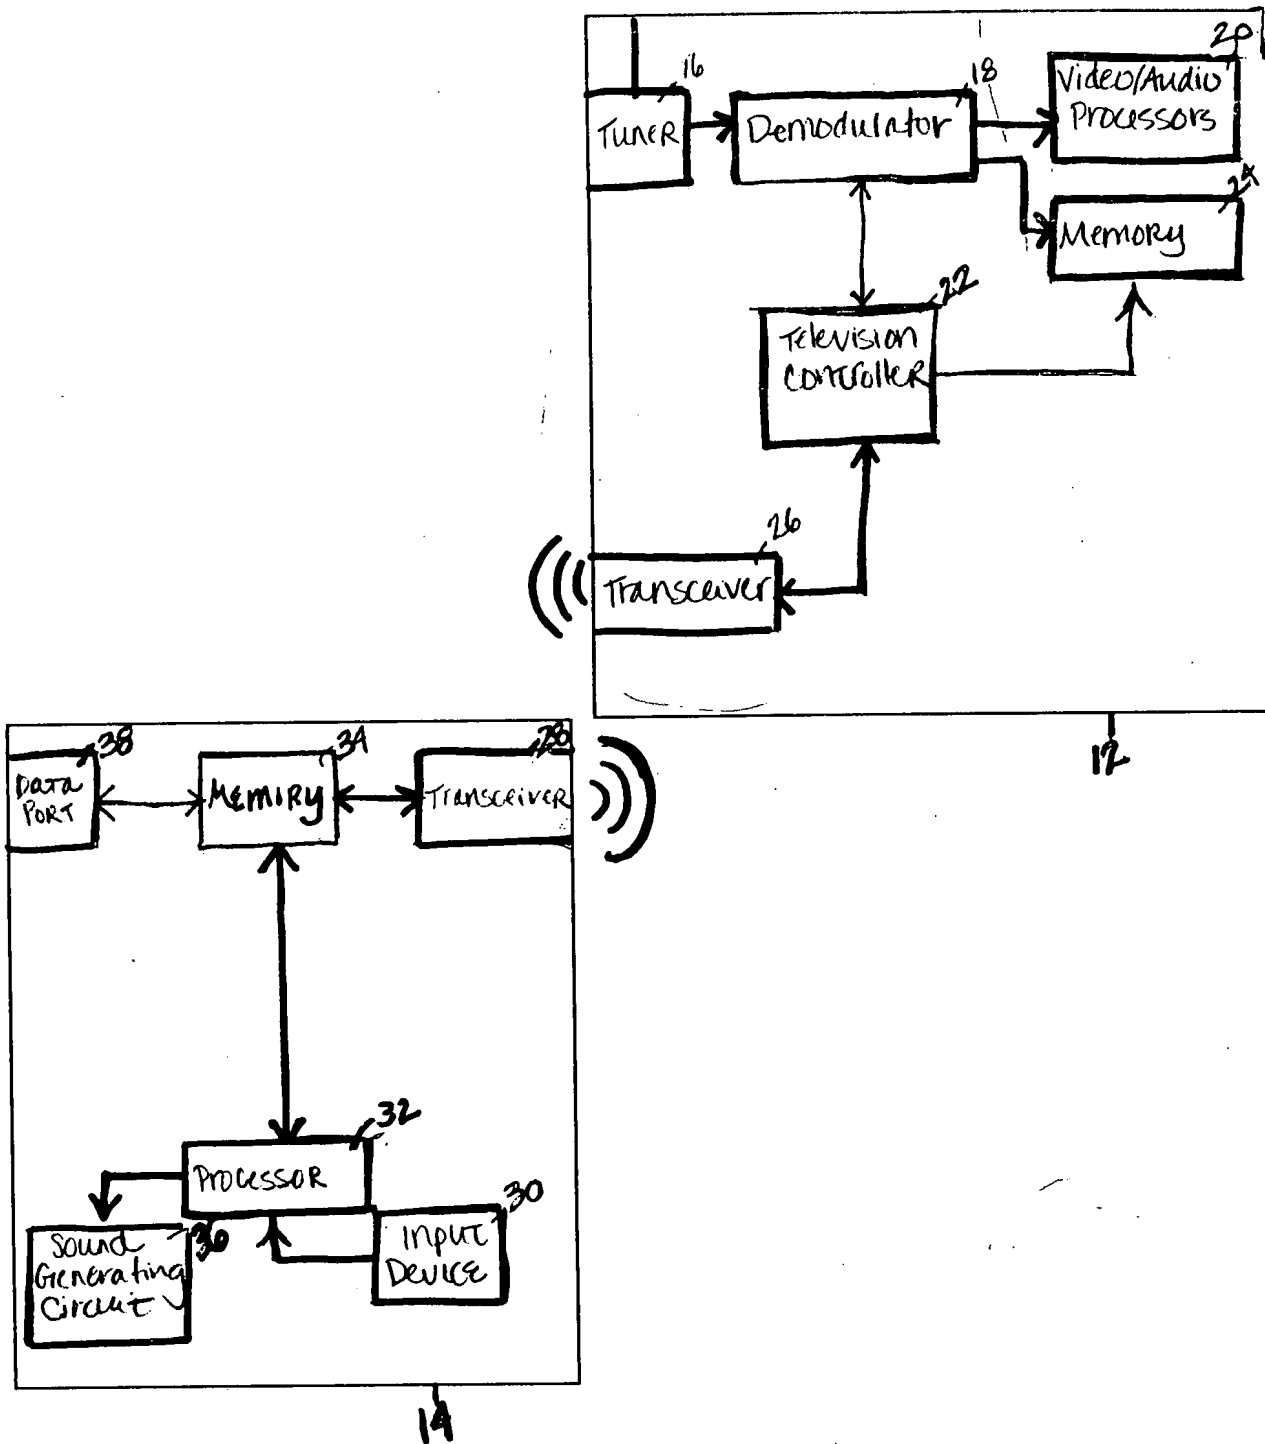 20
16
18
Video/Audio
Processors
TUNER
Demodulator
24
Memory
22
Television
Controller
26
Transceiver
12
38
34
28
Data
PORT
MEMIRY
Transceiver
32
Processor
30
36
Sound
Generating
Circuit
Input
Device
14